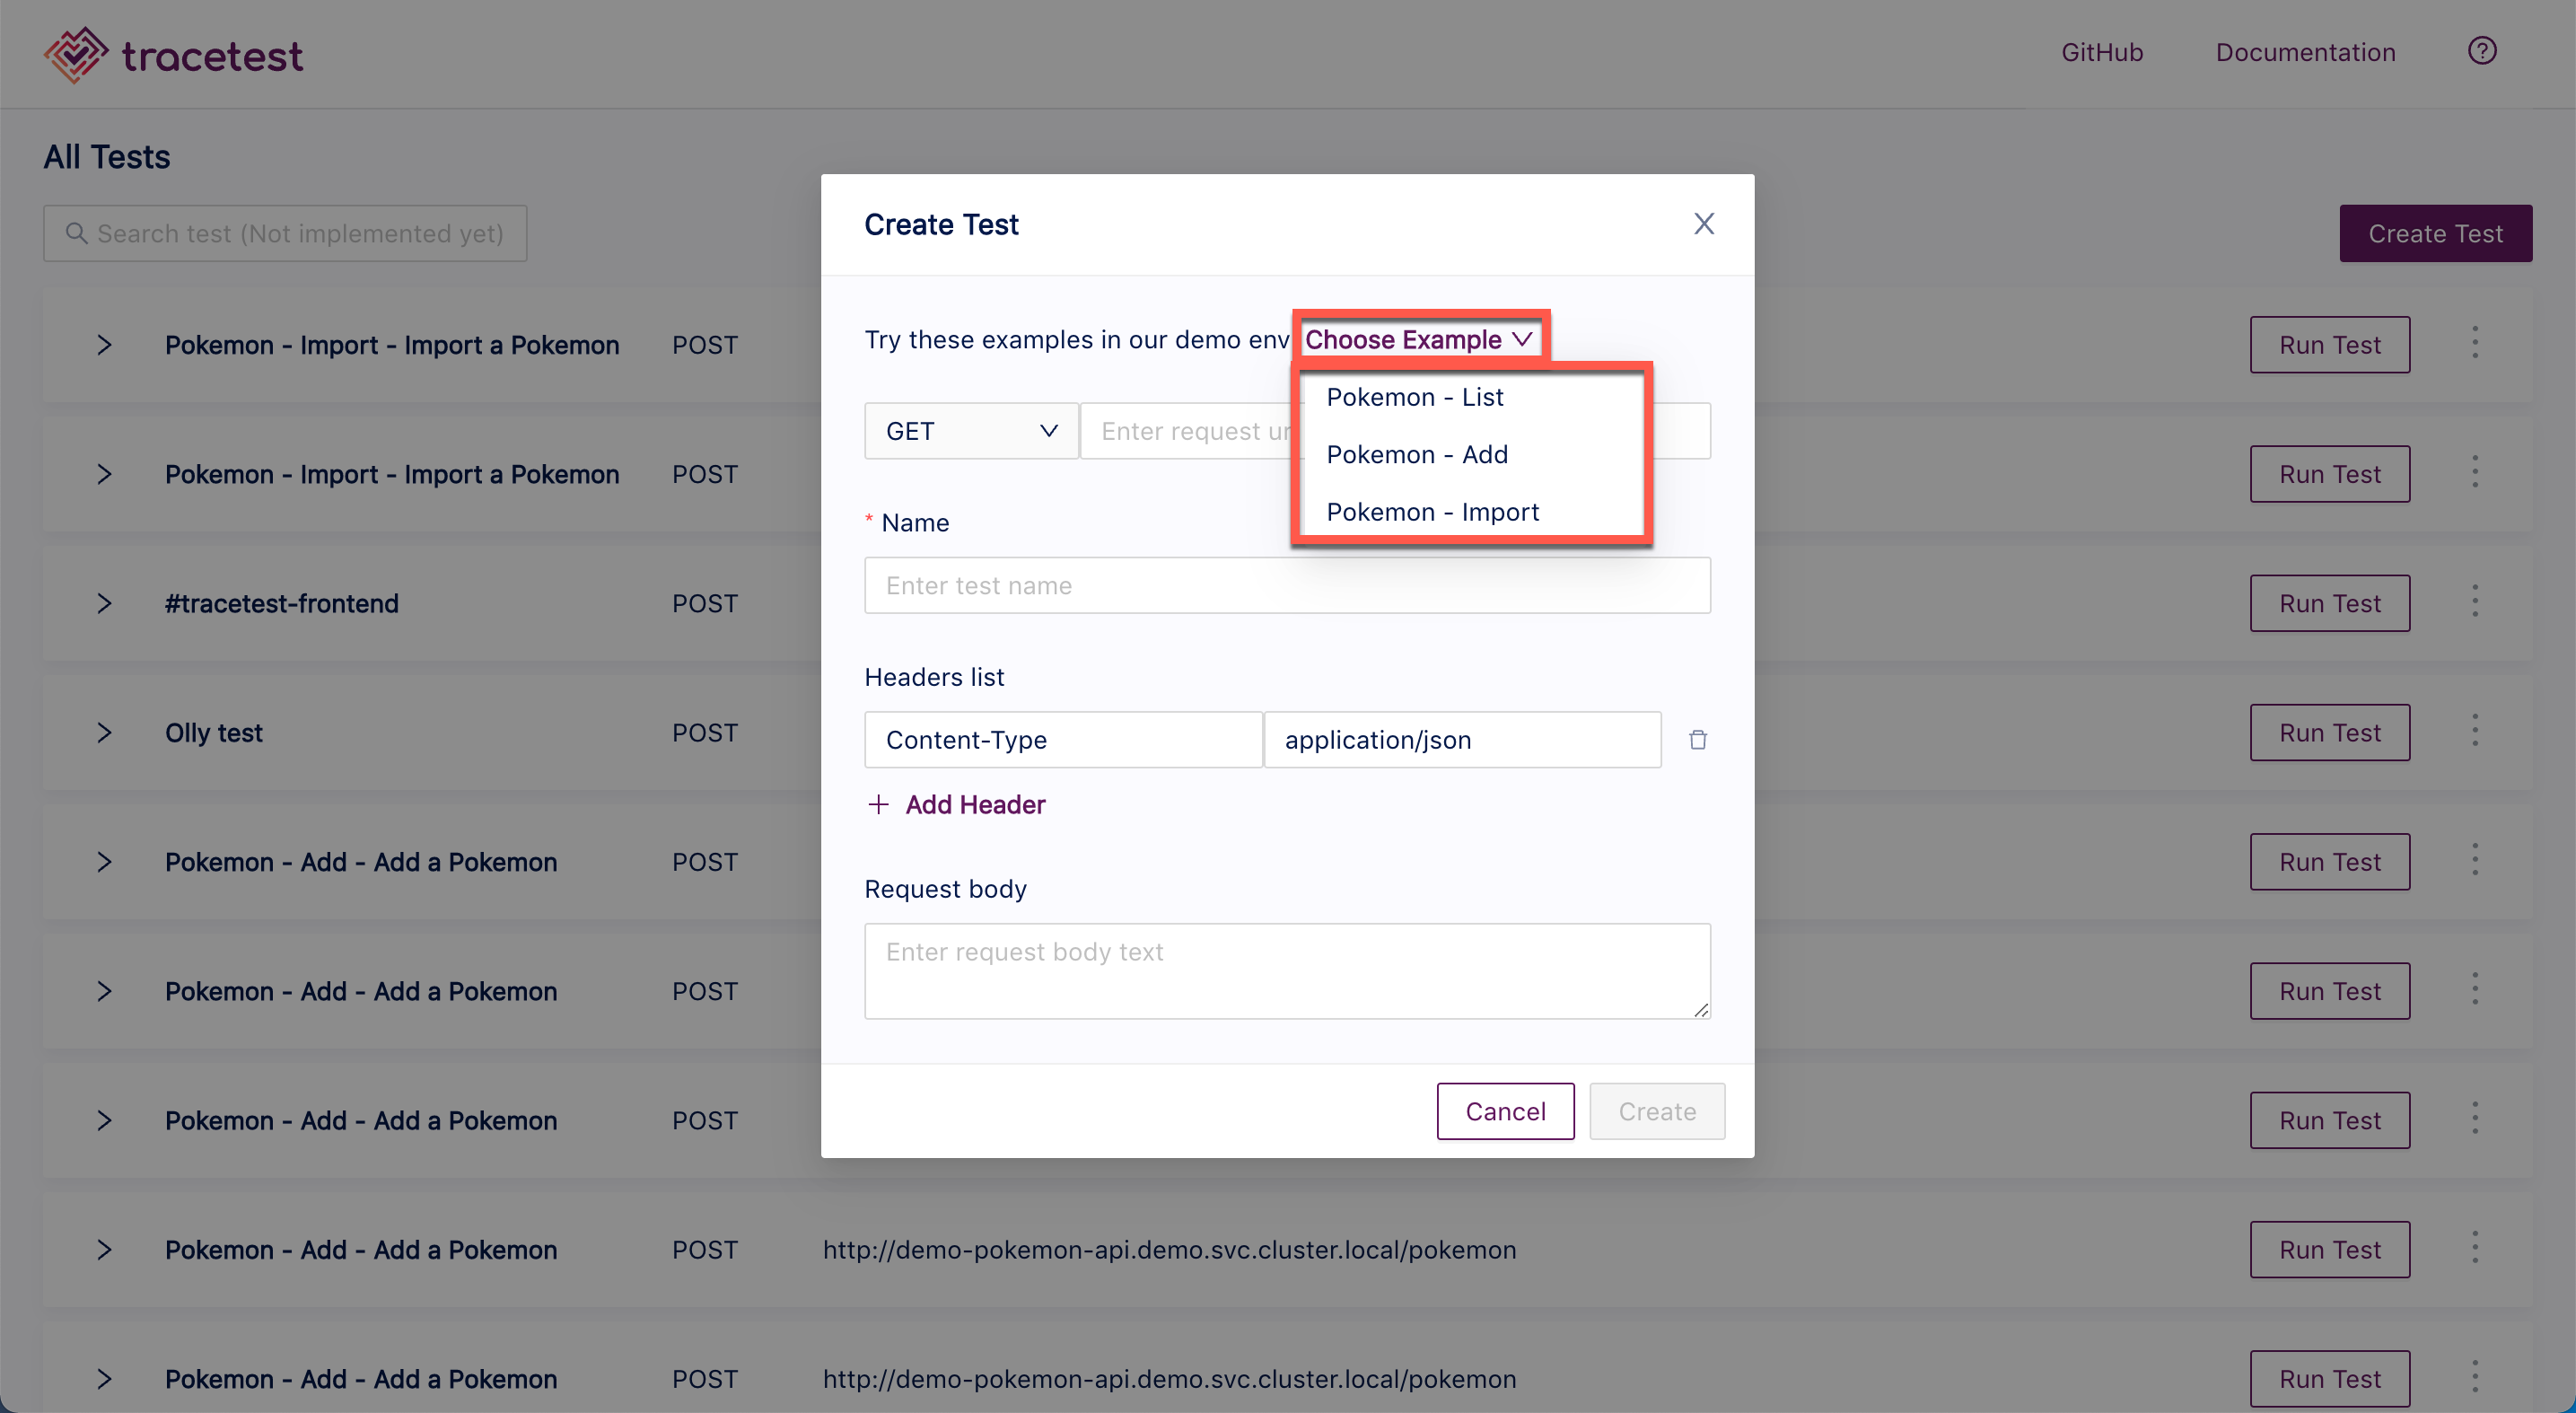 tracetest
GitHub
Documentation
?
All Tests
Search test (Not implemented yet)
Create Test
Pokemon - Import - Import a Pokemon POST Run Test
Pokemon - Import - Import a Pokemon POST Run Test
#tracetest-frontend POST Run Test
Olly test POST Run Test
Pokemon - Add - Add a Pokemon POST Run Test
Pokemon - Add - Add a Pokemon POST Run Test
Pokemon - Add - Add a Pokemon POST Run Test
Pokemon - Add - Add a Pokemon POST http://demo-pokemon-api.demo.svc.cluster.local/pokemon Run Test
Pokemon - Add - Add a Pokemon POST http://demo-pokemon-api.demo.svc.cluster.local/pokemon Run Test
Create Test
Try these examples in our demo env Choose Example
Pokemon - List
Pokemon - Add
Pokemon - Import
GET Enter request
* Name
Enter test name
Headers list
Content-Type application/json
+ Add Header
Request body
Enter request body text
Cancel Create